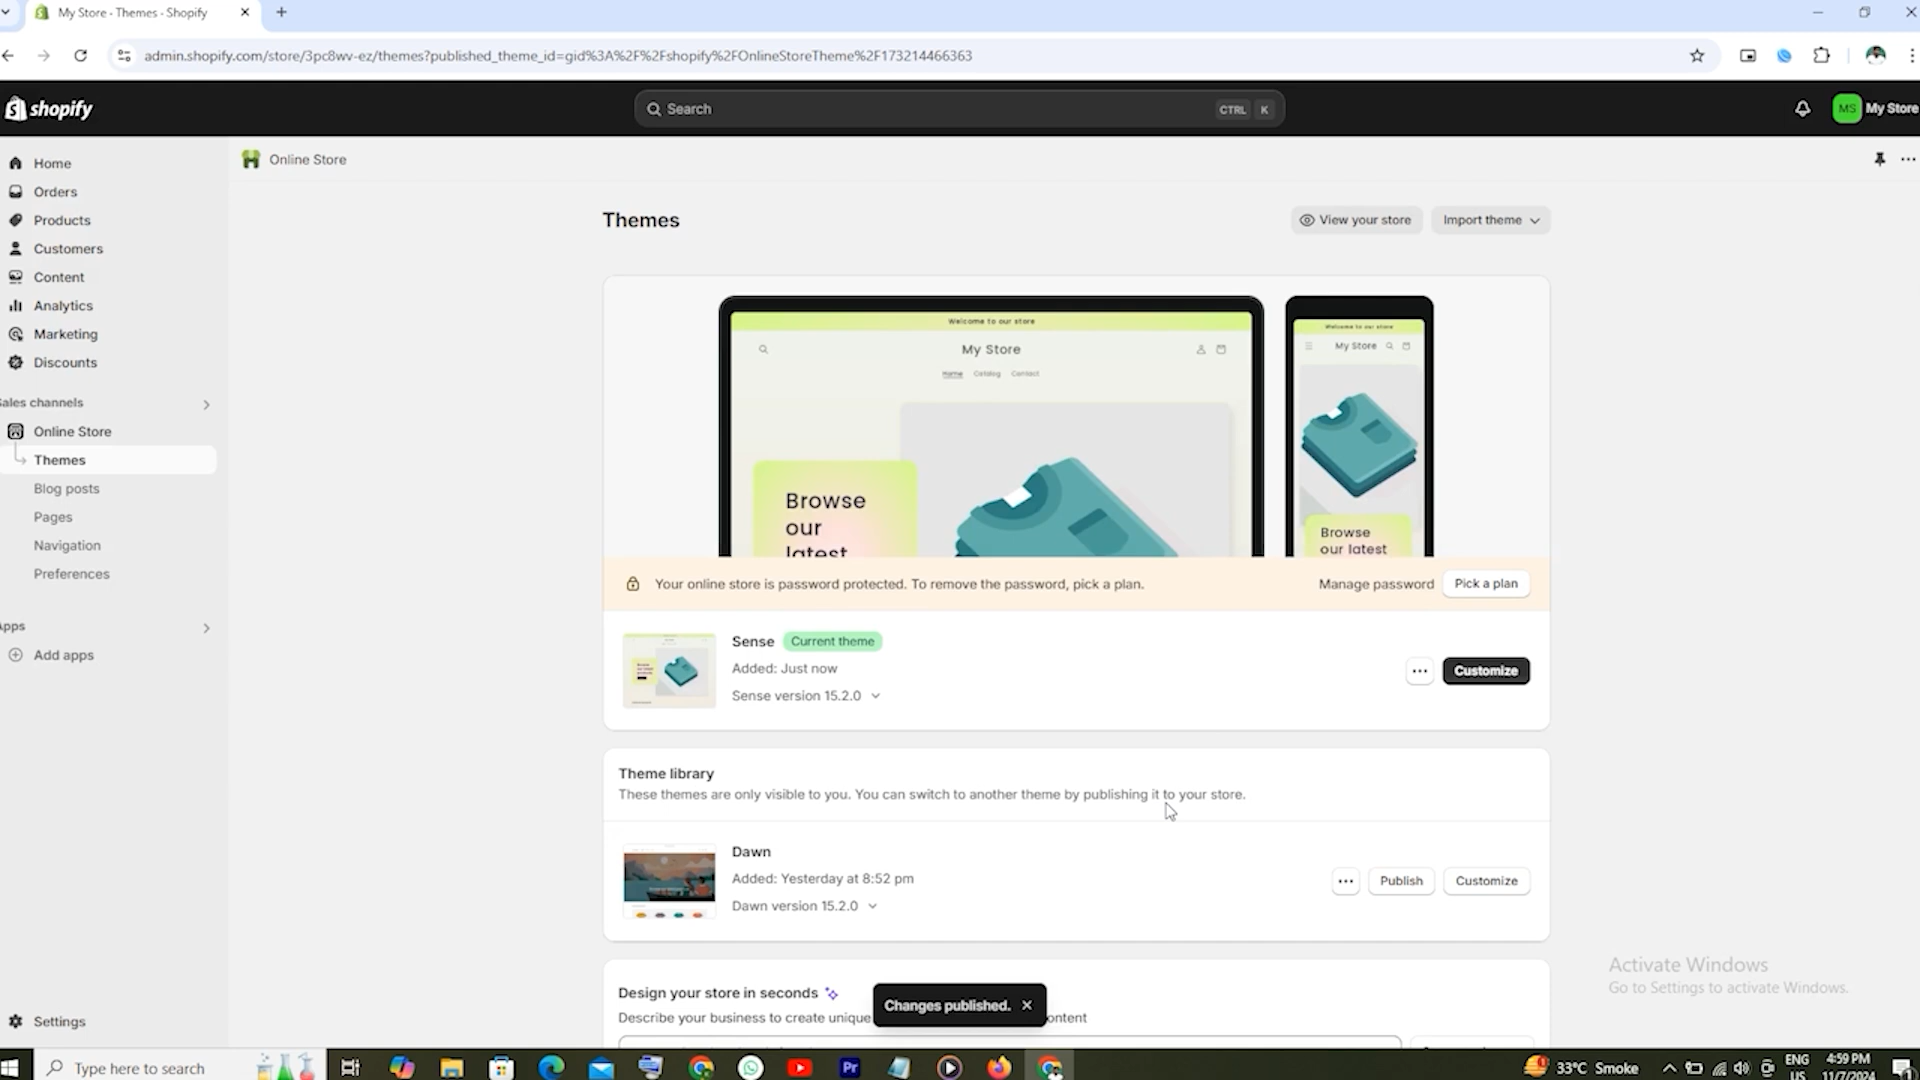 My Store - Themes - Shopify
admin.shopify.com/store/3pc8wv-ez/themes?published_theme_id=gid%3A%2F%2Fshopify%2FOnlineStoreTheme%2F173214466363
shopify
Search
CTRL K
MS My Store
Home
Orders
Products
Customers
Content
Analytics
Marketing
Discounts
ales channels
Online Store
Themes
Blog posts
Pages
Navigation
Preferences
Apps
Add apps
Settings
Online Store
Themes
View your store
Import theme
Welcome to our store
My Store
Home Catalog Contact
Browse
our
latest
Welcome to our store
My Store
Browse
our latest
Your online store is password protected. To remove the password, pick a plan.
Manage password
Pick a plan
Sense Current theme
Added: Just now
Sense version 15.2.0
Customize
Theme library
These themes are only visible to you. You can switch to another theme by publishing it to your store.
Dawn
Added: Yesterday at 8:52 pm
Dawn version 15.2.0
Publish
Customize
Design your store in seconds
Describe your business to create unique
ontent
Changes published.
Activate Windows
Go to Settings to activate Windows.
Type here to search
Pr
33°C Smoke
ENG
US
4:59 PM
11/7/2024